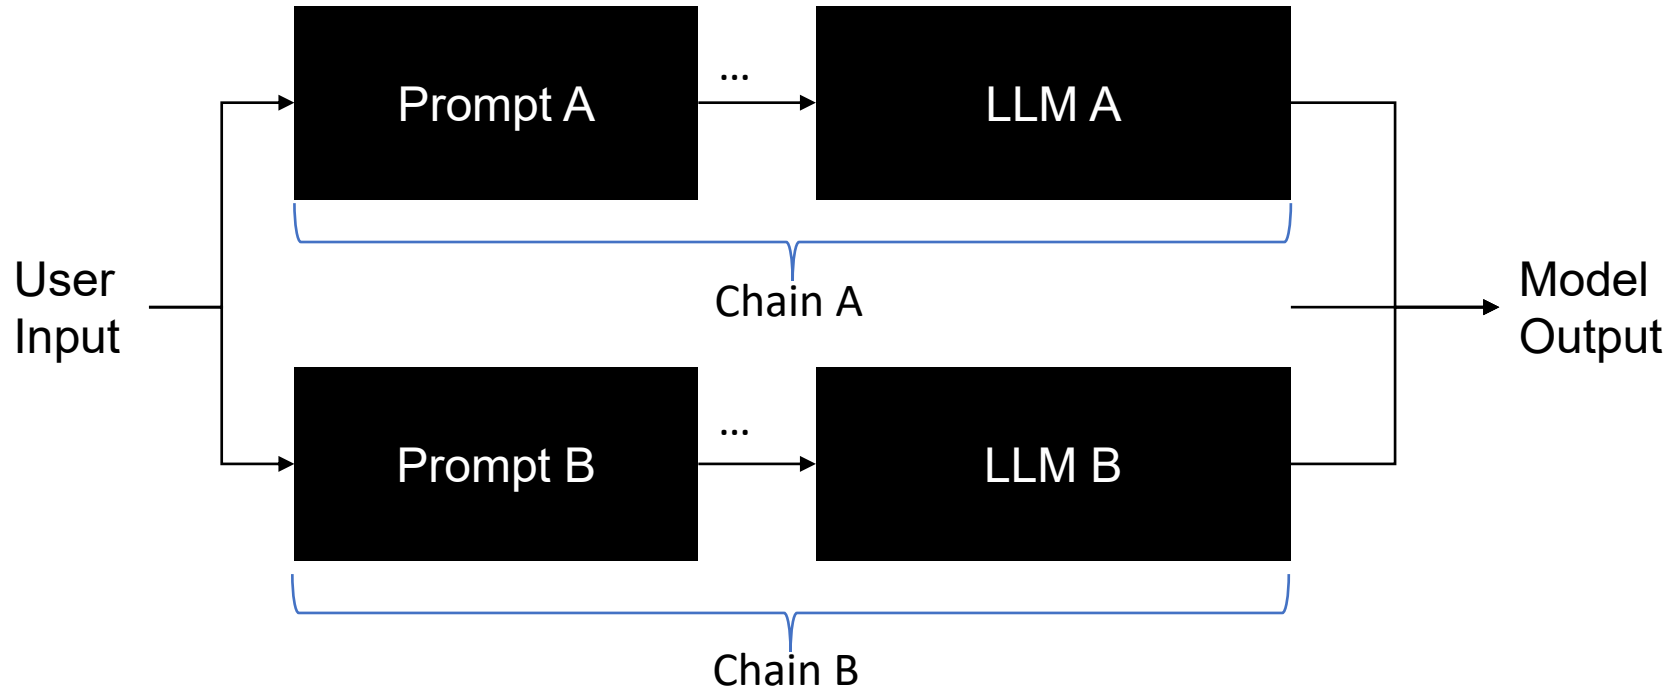 Prompt A
...
LLM A
Chain A
User
Input
Model
Output
Prompt B
...
LLM B
Chain B